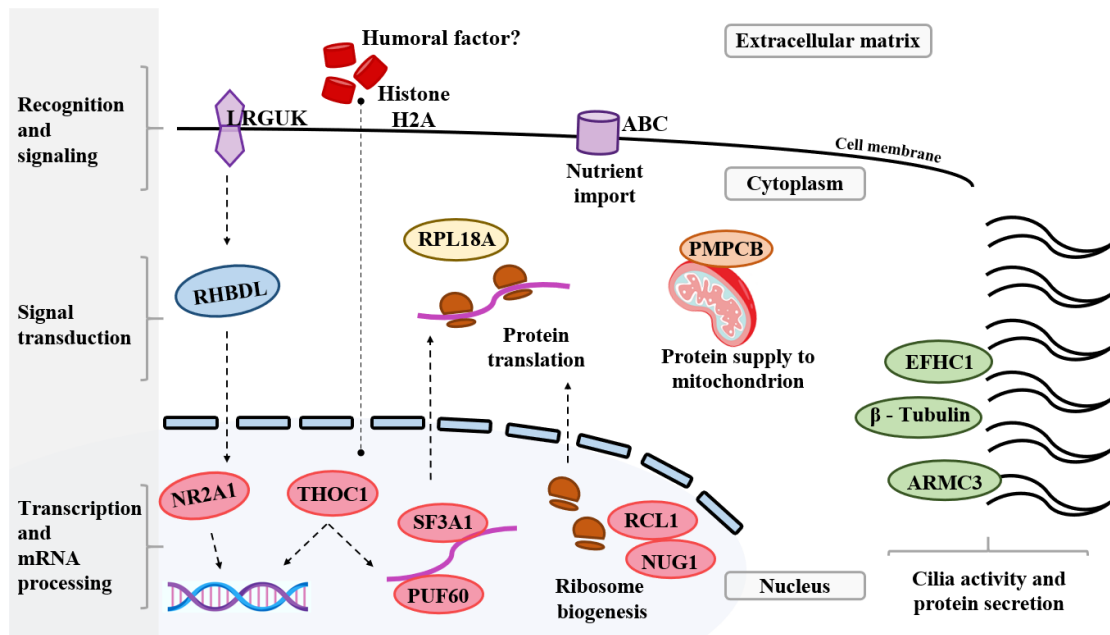 Humoral factor?
Extracellular matrix
Recognition
and
signaling
LRGUK
Histone
H2A
ABC
Cell membrane
Nutrient
import
Cytoplasm
Signal
transduction
RHBDL
RPL18A
Protein
translation
PMPCB
Protein supply to
mitochondrion
EFHC1
β - Tubulin
ARMC3
Transcription
and
mRNA
processing
NR2A1
THOC1
SF3A1
PUF60
RCL1
NUG1
Ribosome
biogenesis
Nucleus
Cilia activity and
protein secretion